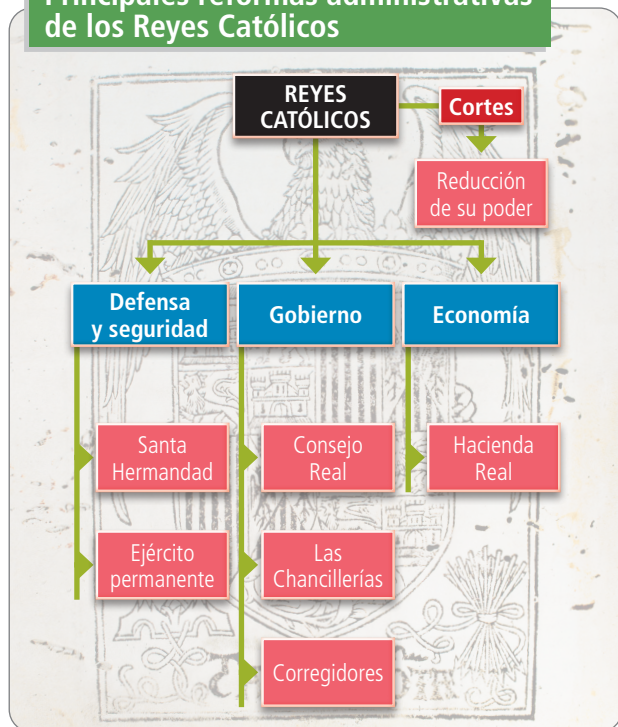 Principales reformas administrativas
de los Reyes Católicos
REYES
CATÓLICOS
Cortes
Reducción
de su poder
Defensa
y seguridad
Gobierno
Economía
Santa
Hermandad
Consejo
Real
Hacienda
Real
Ejército
permanente
Las
Chancillerías
Corregidores